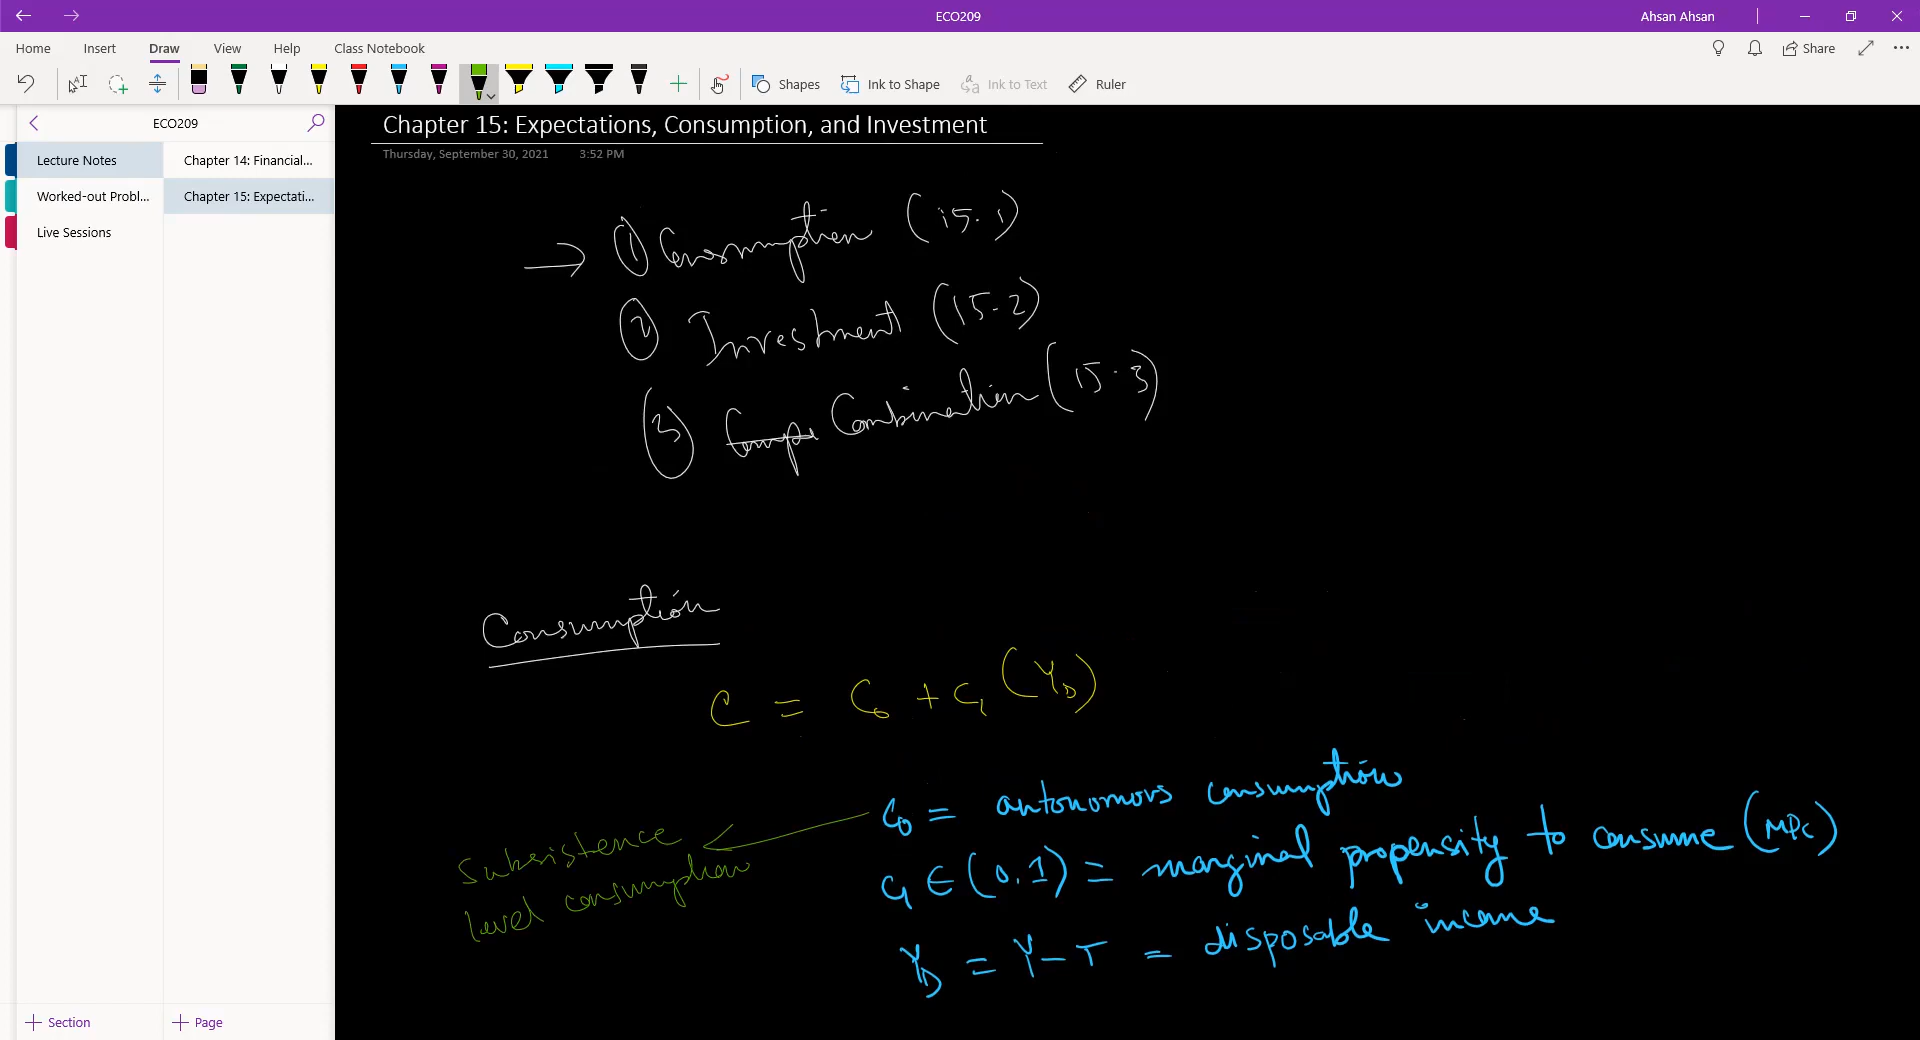 ECO209
Ahsan Ahsan
Home Insert Draw View Help Class Notebook
Share
Shapes Ink to Shape Ink to Text Ruler
ECO209
Lecture Notes
Worked-out Probl...
Live Sessions
Chapter 14: Financial...
Chapter 15: Expectati...
Chapter 15: Expectations, Consumption, and Investment
Thursday, September 30, 2021 3:52 PM
→ ① Consumption (15.1)
② Investment (15-2)
③ Combination (15.3)
Consumption
C = C₀ + C₁ (Y_D)
C₀ = autonomous consumption
Subsistence
level consumption
C₁ ∈ (0,1) = marginal propensity to consume (MPC)
Y_D = Y – T = disposable income
+ Section
+ Page